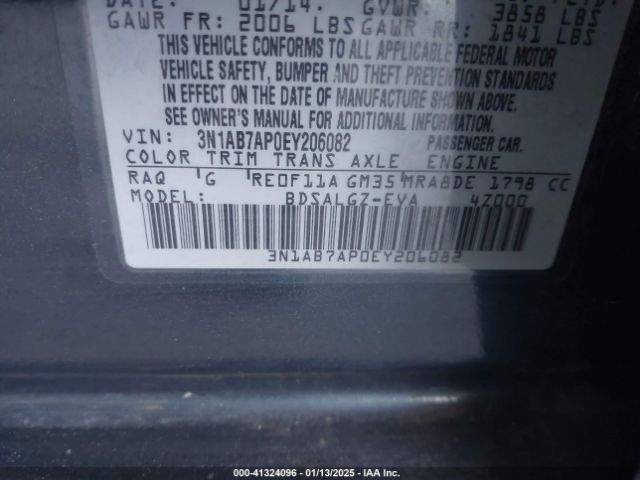 DATE: 01/14. GVWR: 3858 LBS
GAWR FR: 2006 LBS GAWR RR: 1841 LBS
THIS VEHICLE CONFORMS TO ALL APPLICABLE FEDERAL MOTOR
VEHICLE SAFETY, BUMPER AND THEFT PREVENTION STANDARDS
IN EFFECT ON THE DATE OF MANUFACTURE SHOWN ABOVE.
SEE OWNER'S MANUAL FOR ADDITIONAL INFORMATION
VIN: 3N1AB7AP0EY206082 PASSENGER CAR.
COLOR TRIM TRANS AXLE ENGINE
RAQ G RE0F11A GM35 MRA8DE 1798 CC
MODEL: BDSALGZ-EVA 4Z000
3N1AB7AP0EY206082
000-41324096 - 01/13/2025 - IAA Inc.